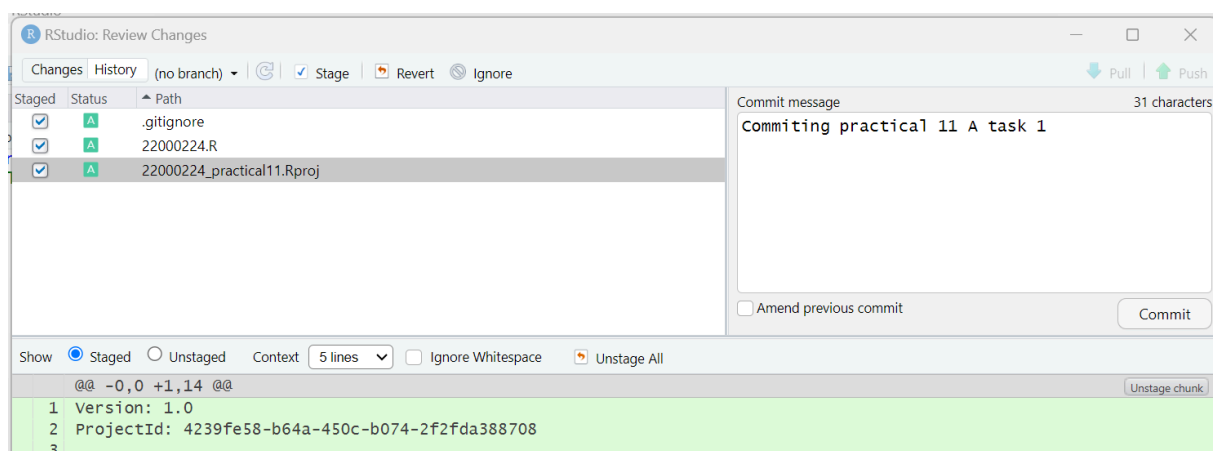 RStudio: Review Changes
Changes History (no branch) Stage Revert Ignore Pull Push
Staged Status Path
A .gitignore
A 22000224.R
A 22000224_practical11.Rproj
Commit message 31 characters
Commiting practical 11 A task 1
Amend previous commit
Commit
Show Staged Unstaged Context 5 lines Ignore Whitespace Unstage All
@@ -0,0 +1,14 @@ Unstage chunk
1 Version: 1.0
2 ProjectId: 4239fe58-b64a-450c-b074-2f2fda388708
3